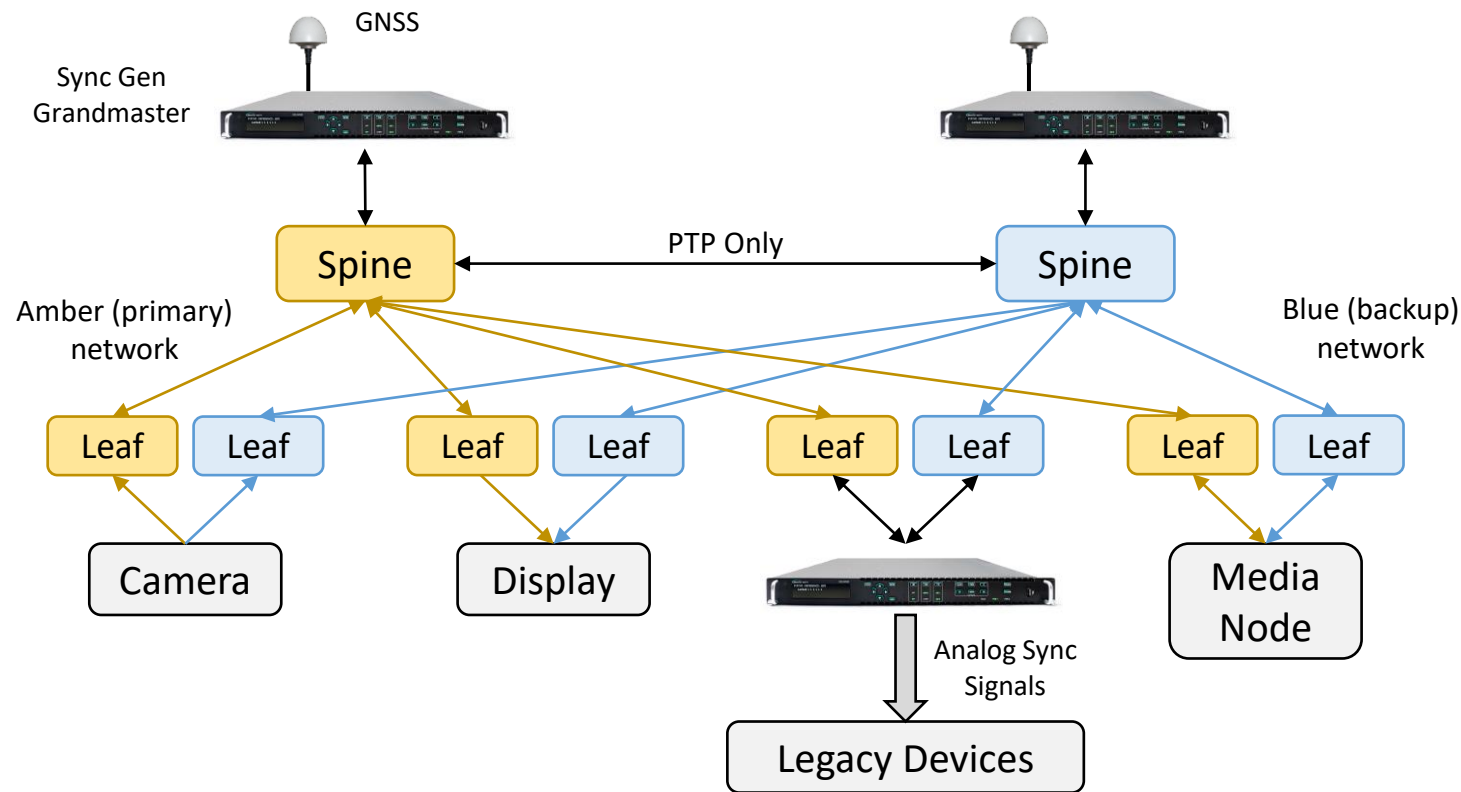 GNSS
Sync Gen
Grandmaster
Spine
PTP Only
Spine
Amber (primary)
network
Blue (backup)
network
Leaf
Leaf
Leaf
Leaf
Leaf
Leaf
Leaf
Leaf
Camera
Display
Media
Node
Analog Sync
Signals
Legacy Devices